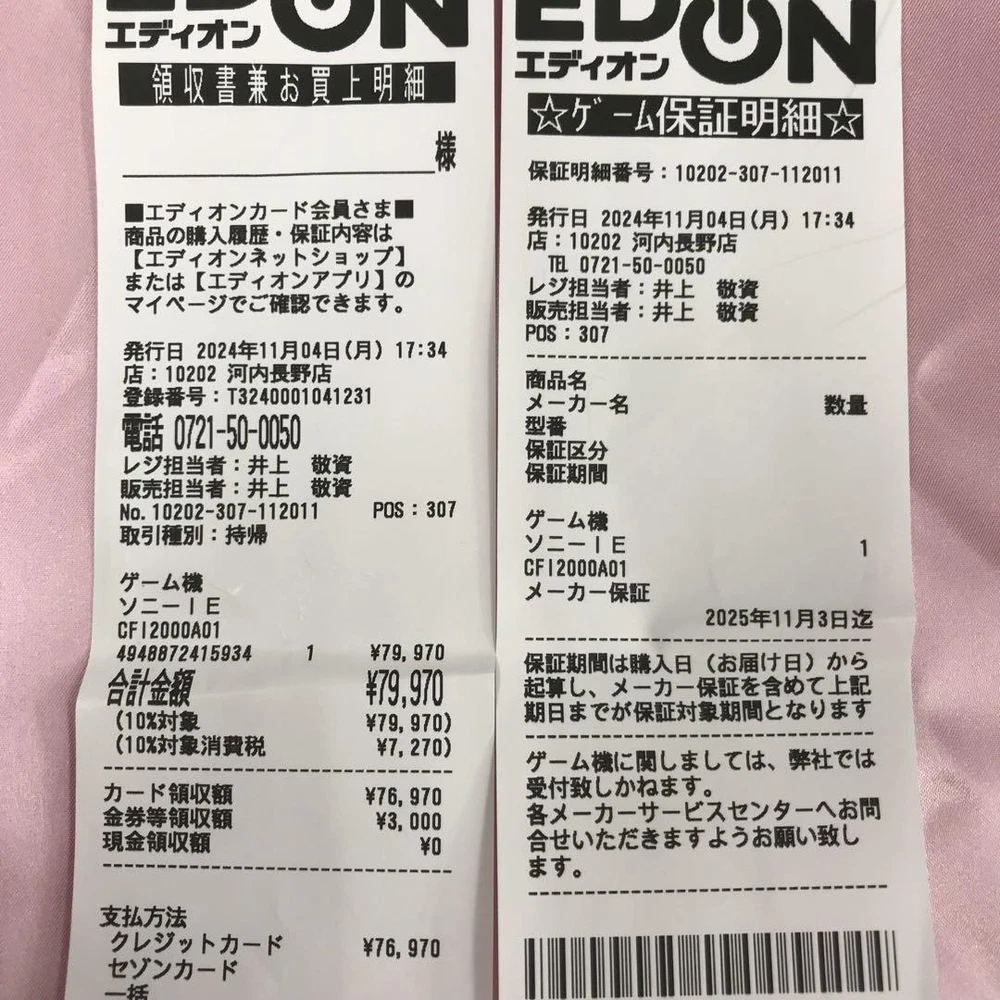 EDION
エディオン
領収書兼お買上明細
様
■エディオンカード会員さま■
商品の購入履歴・保証内容は
【エディオンネットショップ】
または【エディオンアプリ】の
マイページでご確認できます。
発行日 2024年11月04日(月) 17:34
店:10202 河内長野店
登録番号:T3240001041231
電話 0721-50-0050
レジ担当者:井上 敬資
販売担当者:井上 敬資
No.10202-307-112011 POS:307
取引種別:持帰
ゲーム機
ソニーIE
CFI2000A01
4948872415934 1 ¥79,970
合計金額 ¥79,970
(10%対象 ¥79,970)
(10%対象消費税 ¥7,270)
カード領収額 ¥76,970
金券等領収額 ¥3,000
現金領収額 ¥0
支払方法
クレジットカード ¥76,970
セゾンカード
一括
EDION
エディオン
☆ゲーム保証明細☆
保証明細番号:10202-307-112011
発行日 2024年11月04日(月) 17:34
店:10202 河内長野店
TEL 0721-50-0050
レジ担当者:井上 敬資
販売担当者:井上 敬資
POS:307
商品名
メーカー名 数量
型番
保証区分
保証期間
ゲーム機
ソニーIE 1
CFI2000A01
メーカー保証
2025年11月3日迄
保証期間は購入日(お届け日)から
起算し、メーカー保証を含めて上記
期日までが保証対象期間となります
ゲーム機に関しましては、弊社では
受付致しかねます。
各メーカーサービスセンターへお問
合せいただきますようお願い致し
ます。